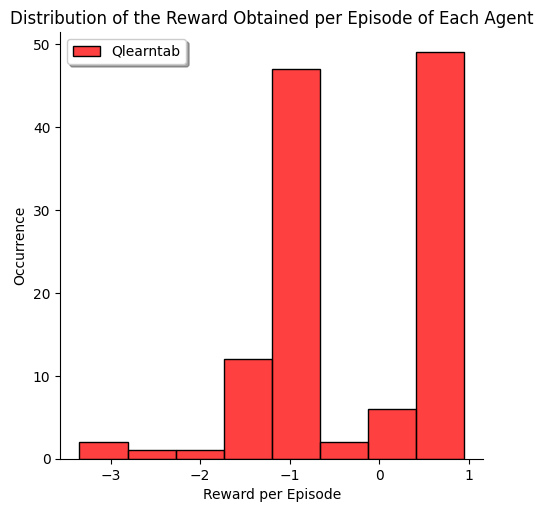 Distribution of the Reward Obtained per Episode of Each Agent
Qlearntab
Occurrence
50
40
30
20
10
0
−3
−2
−1
0
1
Reward per Episode